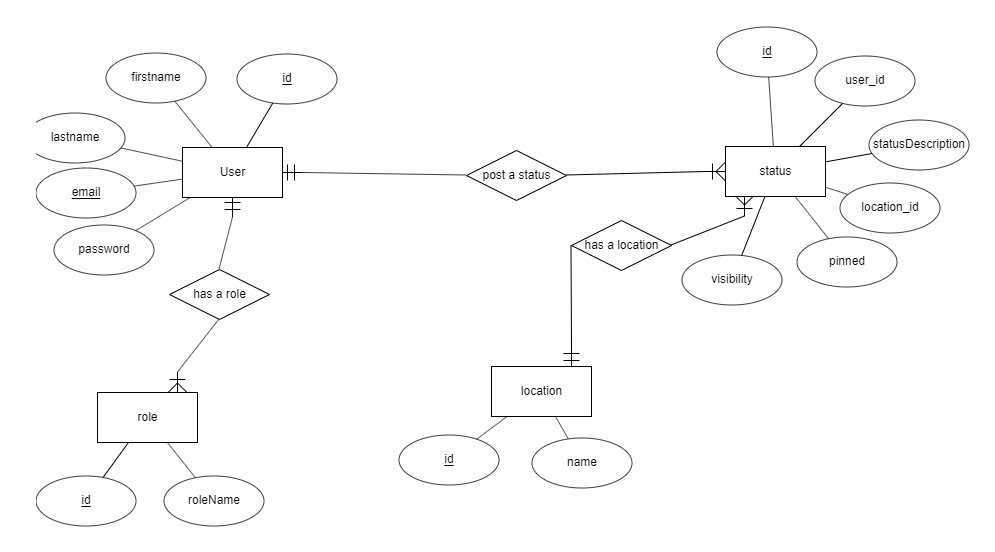 id
firstname
id
user_id
lastname
statusDescription
User
post a status
status
email
location_id
password
has a location
pinned
visibility
has a role
location
role
id
name
id
roleName